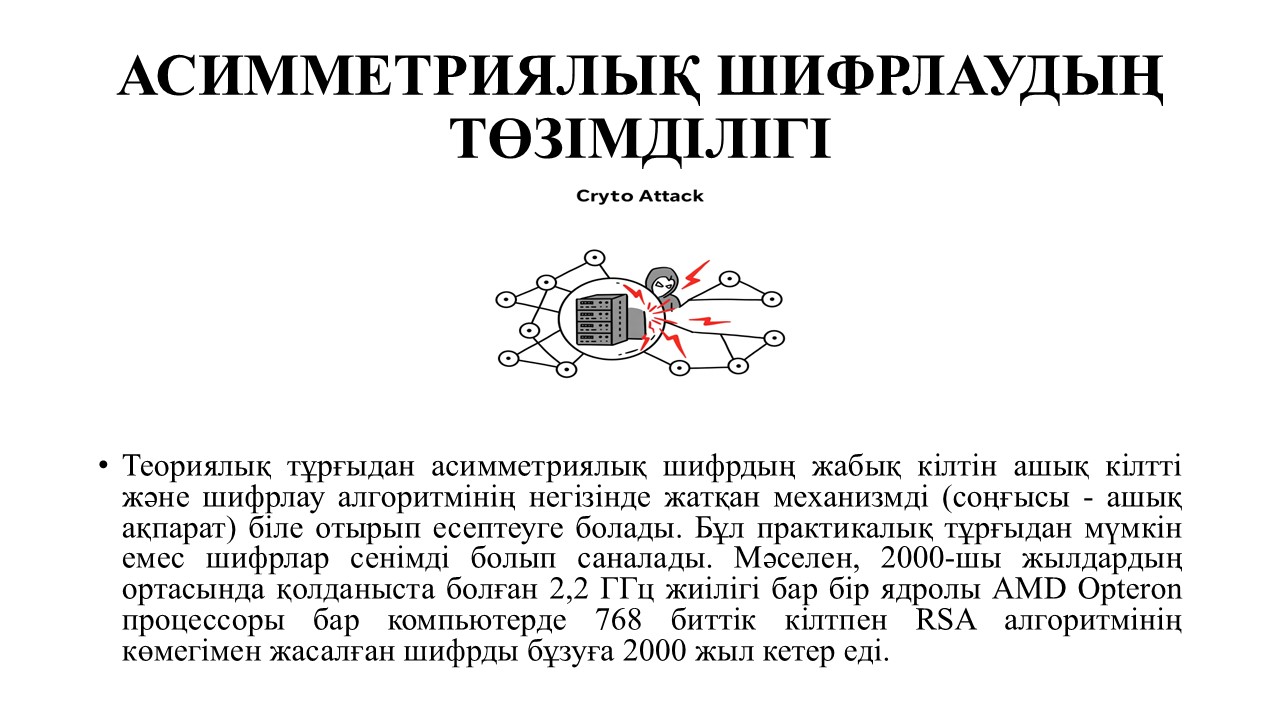 АСИММЕТРИЯЛЫҚ ШИФРЛАУДЫҢ
ТӨЗІМДІЛІГІ
Cryto Attack
• Теориялық тұрғыдан асимметриялық шифрдың жабық кілтін ашық кілтті
және шифрлау алгоритмінің негізінде жатқан механизмді (соңғысы - ашық
ақпарат) біле отырып есептеуге болады. Бұл практикалық тұрғыдан мүмкін
емес шифрлар сенімді болып саналады. Мәселен, 2000-шы жылдардың
ортасында қолданыста болған 2,2 ГГц жиілігі бар бір ядролы AMD Opteron
процессоры бар компьютерде 768 биттік кілтпен RSA алгоритмінің
көмегімен жасалған шифрды бұзуға 2000 жыл кетер еді.